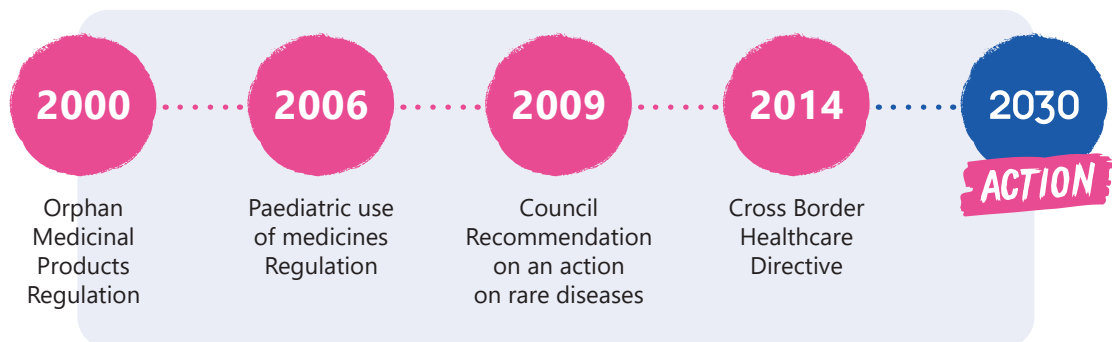 2000
Orphan
Medicinal
Products
Regulation
2006
Paediatric use
of medicines
Regulation
2009
Council
Recommendation
on an action
on rare diseases
2014
Cross Border
Healthcare
Directive
2030
ACTION